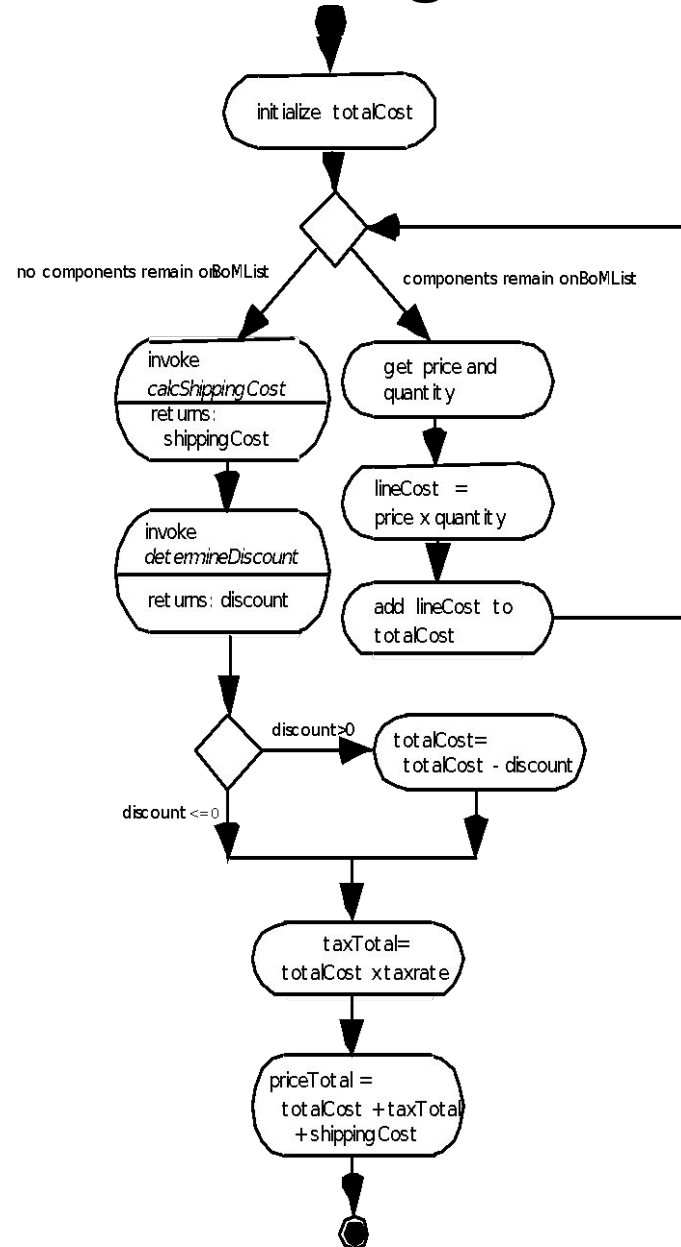 initialize totalCost
no components remain onBoMList
components remain onBoMList
invoke
calcShippingCost
returns:
shippingCost
get price and
quantity
lineCost =
price x quantity
invoke
determineDiscount
returns: discount
add lineCost to
totalCost
discount>0
totalCost=
totalCost - discount
discount <=0
taxTotal=
totalCost x taxrate
priceTotal =
totalCost + taxTotal
+ shippingCost